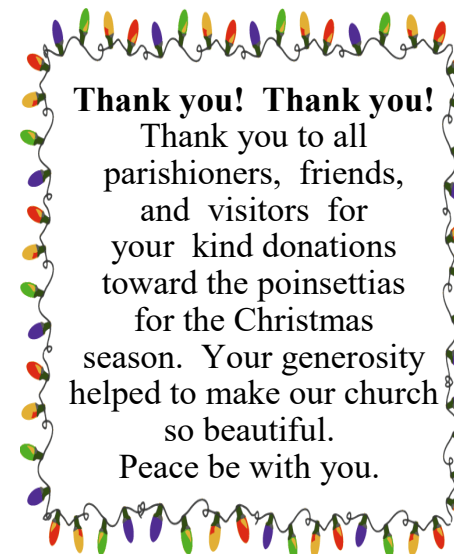 Thank you!  Thank you!
Thank you to all
parishioners,  friends,
and  visitors  for
your  kind donations
toward the poinsettias
for the Christmas
season.  Your generosity
helped to make our church
so beautiful.
Peace be with you.